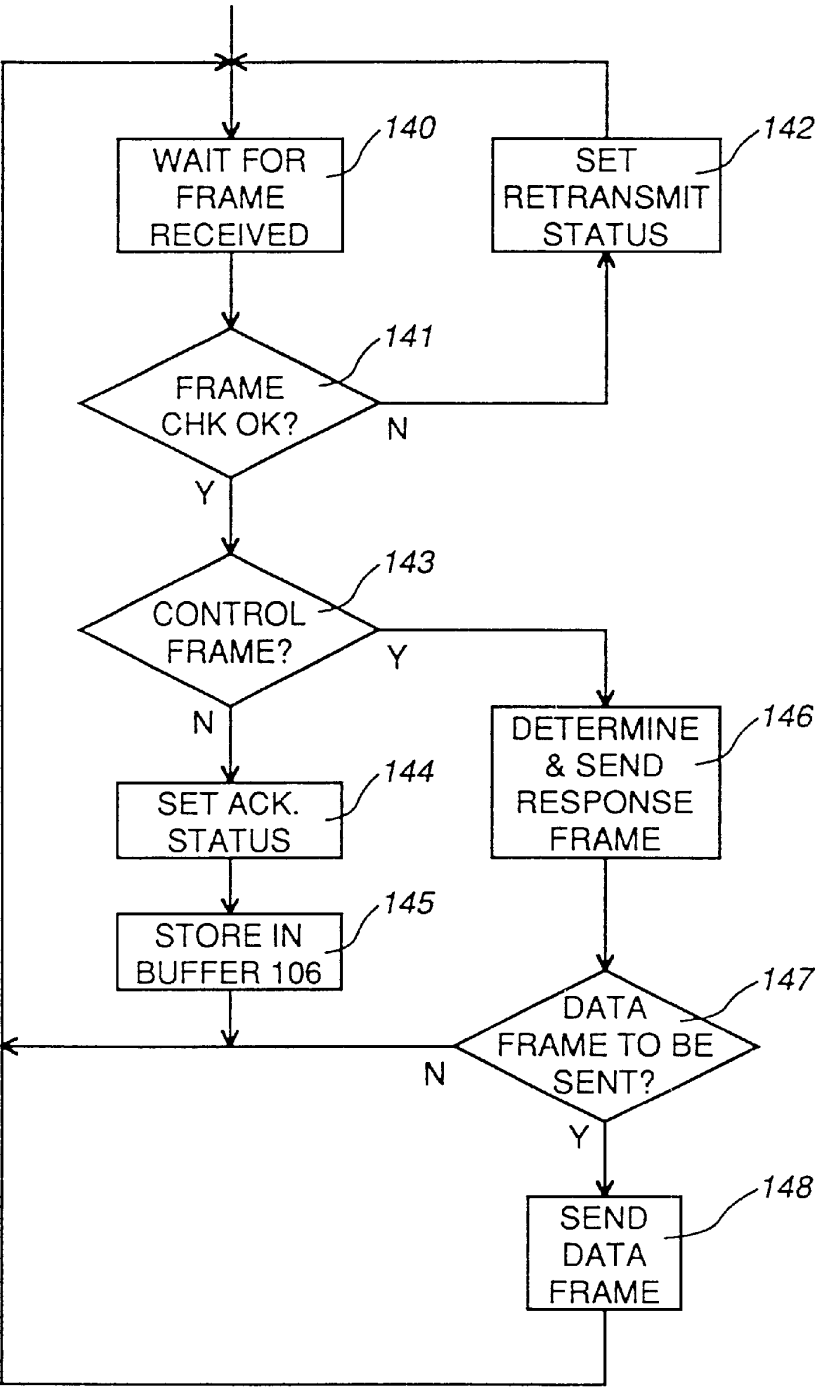 140
WAIT FOR
FRAME
RECEIVED
142
SET
RETRANSMIT
STATUS
141
FRAME
CHK OK?
N
Y
143
CONTROL
FRAME?
Y
N
146
DETERMINE
& SEND
RESPONSE
FRAME
144
SET ACK.
STATUS
145
STORE IN
BUFFER 106
147
DATA
FRAME TO BE
SENT?
N
Y
148
SEND
DATA
FRAME